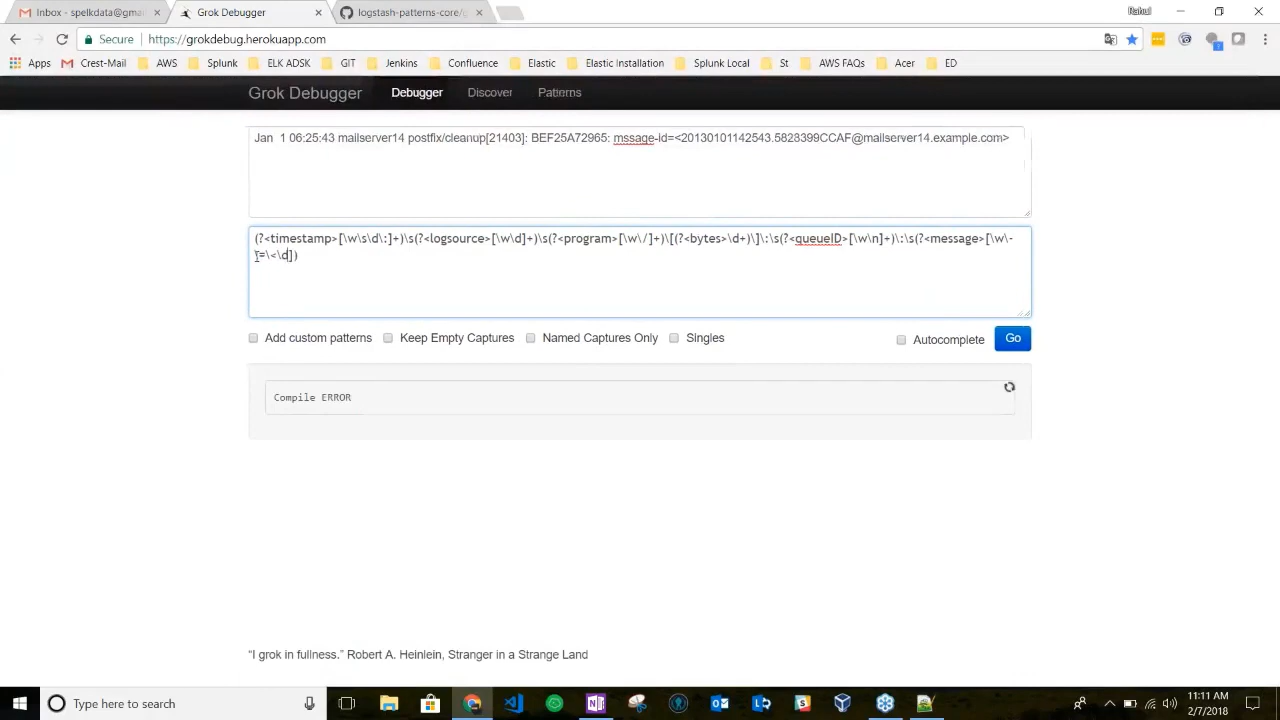 Inbox - spelkdata@gmai
Grok Debugger
logstash-patterns-core/g
Rahul
Secure
https://grokdebug.herokuapp.com
Apps
Crest-Mail
AWS
Splunk
ELK ADSK
GIT
Jenkins
Confluence
Elastic
Elastic Installation
Splunk Local
St
AWS FAQs
Acer
ED
Grok Debugger
Debugger
Discover
Patterns
Jan  1 06:25:43 mailserver14 postfix/cleanup[21403]: BEF25A72965: mssage-id=<20130101142543.5828399CCAF@mailserver14.example.com>
(?<timestamp>[\w\s\d\:]+)\s(?<logsource>[\w\d]+)\s(?<program>[\w\/]+)\[(?<bytes>\d+)\]\:\s(?<queueID>[\w\n]+)\:\s(?<message>[\w\-
\=\<\d])
Add custom patterns
Keep Empty Captures
Named Captures Only
Singles
Autocomplete
Go
Compile ERROR
“I grok in fullness.” Robert A. Heinlein, Stranger in a Strange Land
Type here to search
11:11 AM
2/7/2018